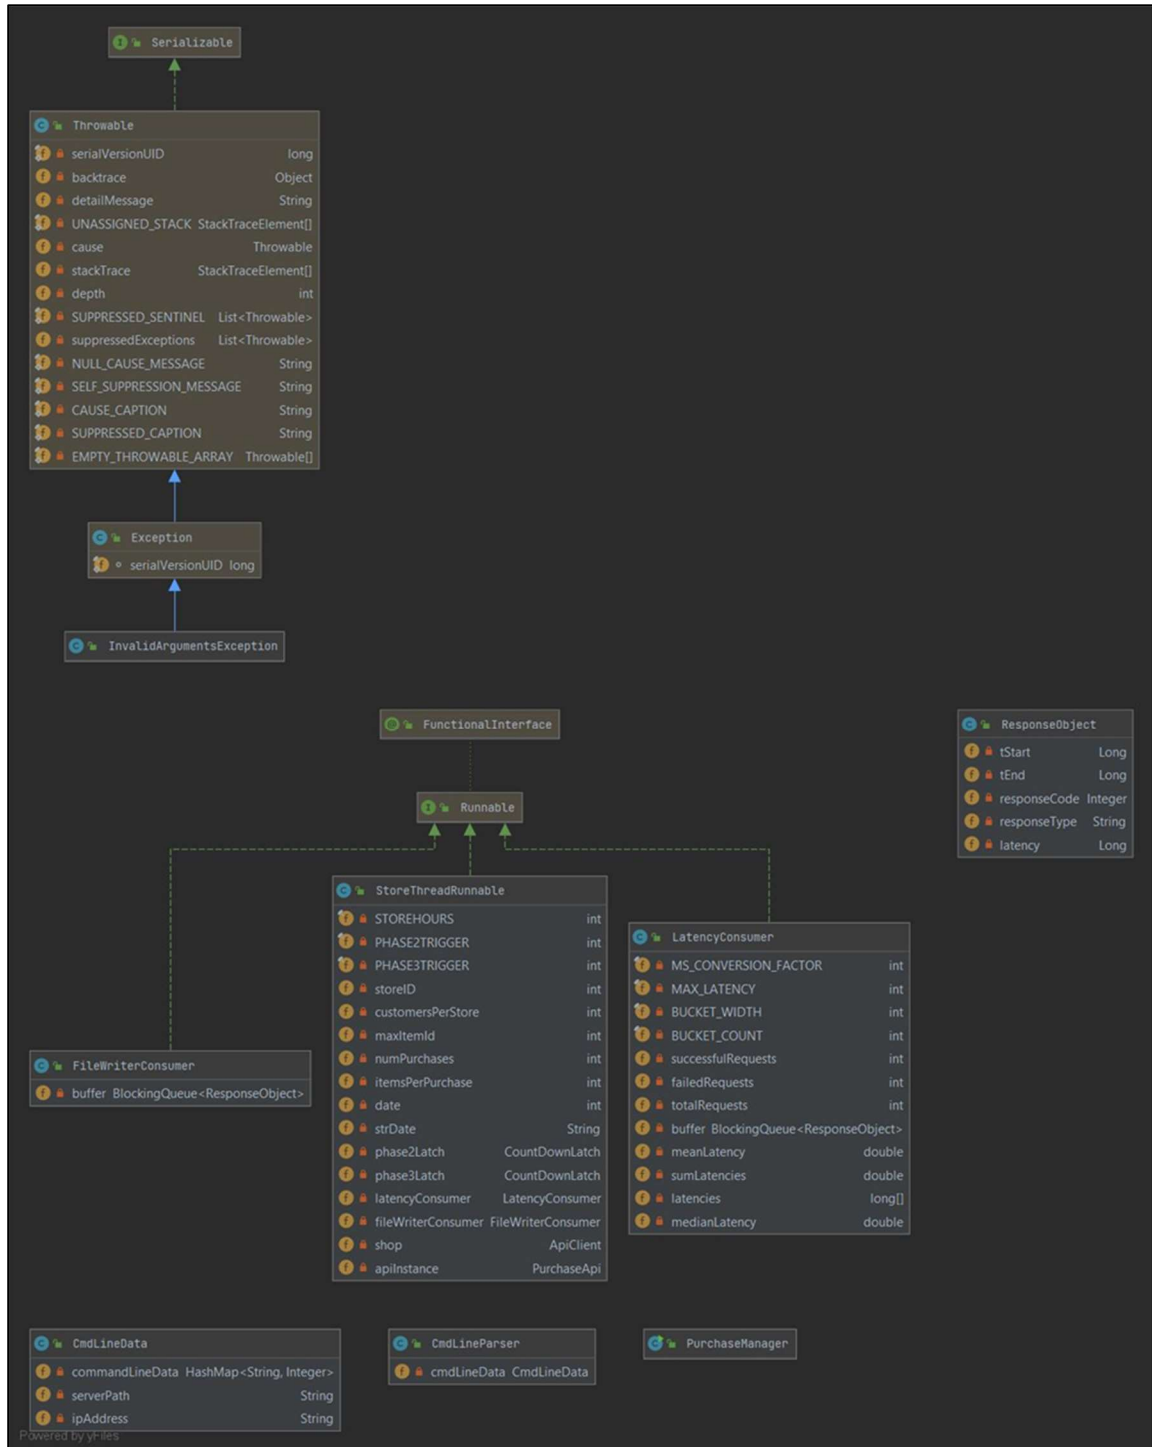 Serializable
Throwable
serialVersionUID long
backtrace Object
detailMessage String
UNASSIGNED_STACK StackTraceElement[]
cause Throwable
stackTrace StackTraceElement[]
depth int
SUPPRESSED_SENTINEL List<Throwable>
suppressedExceptions List<Throwable>
NULL_CAUSE_MESSAGE String
SELF_SUPPRESSION_MESSAGE String
CAUSE_CAPTION String
SUPPRESSED_CAPTION String
EMPTY_THROWABLE_ARRAY Throwable[]
Exception
serialVersionUID long
InvalidArgumentsException
FunctionalInterface
Runnable
ResponseObject
tStart Long
tEnd Long
responseCode Integer
responseType String
latency Long
StoreThreadRunnable
STOREHOURS int
PHASE2TRIGGER int
PHASE3TRIGGER int
storeID int
customersPerStore int
maxItemId int
numPurchases int
itemsPerPurchase int
date int
strDate String
phase2Latch CountDownLatch
phase3Latch CountDownLatch
latencyConsumer LatencyConsumer
fileWriterConsumer FileWriterConsumer
shop ApiClient
apiInstance PurchaseApi
LatencyConsumer
MS_CONVERSION_FACTOR int
MAX_LATENCY int
BUCKET_WIDTH int
BUCKET_COUNT int
successfulRequests int
failedRequests int
totalRequests int
buffer BlockingQueue<ResponseObject>
meanLatency double
sumLatencies double
latencies long[]
medianLatency double
FileWriterConsumer
buffer BlockingQueue<ResponseObject>
CmdLineData
commandLineData HashMap<String, Integer>
serverPath String
ipAddress String
CmdLineParser
cmdLineData CmdLineData
PurchaseManager
Powered by yFiles